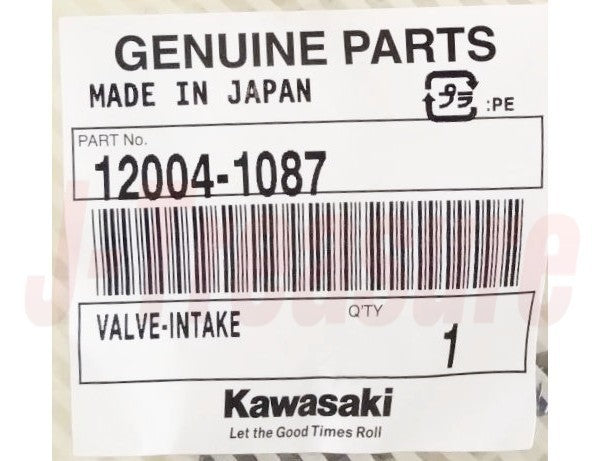 GENUINE PARTS
MADE IN JAPAN
プラ :PE
PART No.
12004-1087
J-Treasure
VALVE-INTAKE
Q'TY
1
Kawasaki
Let the Good Times Roll